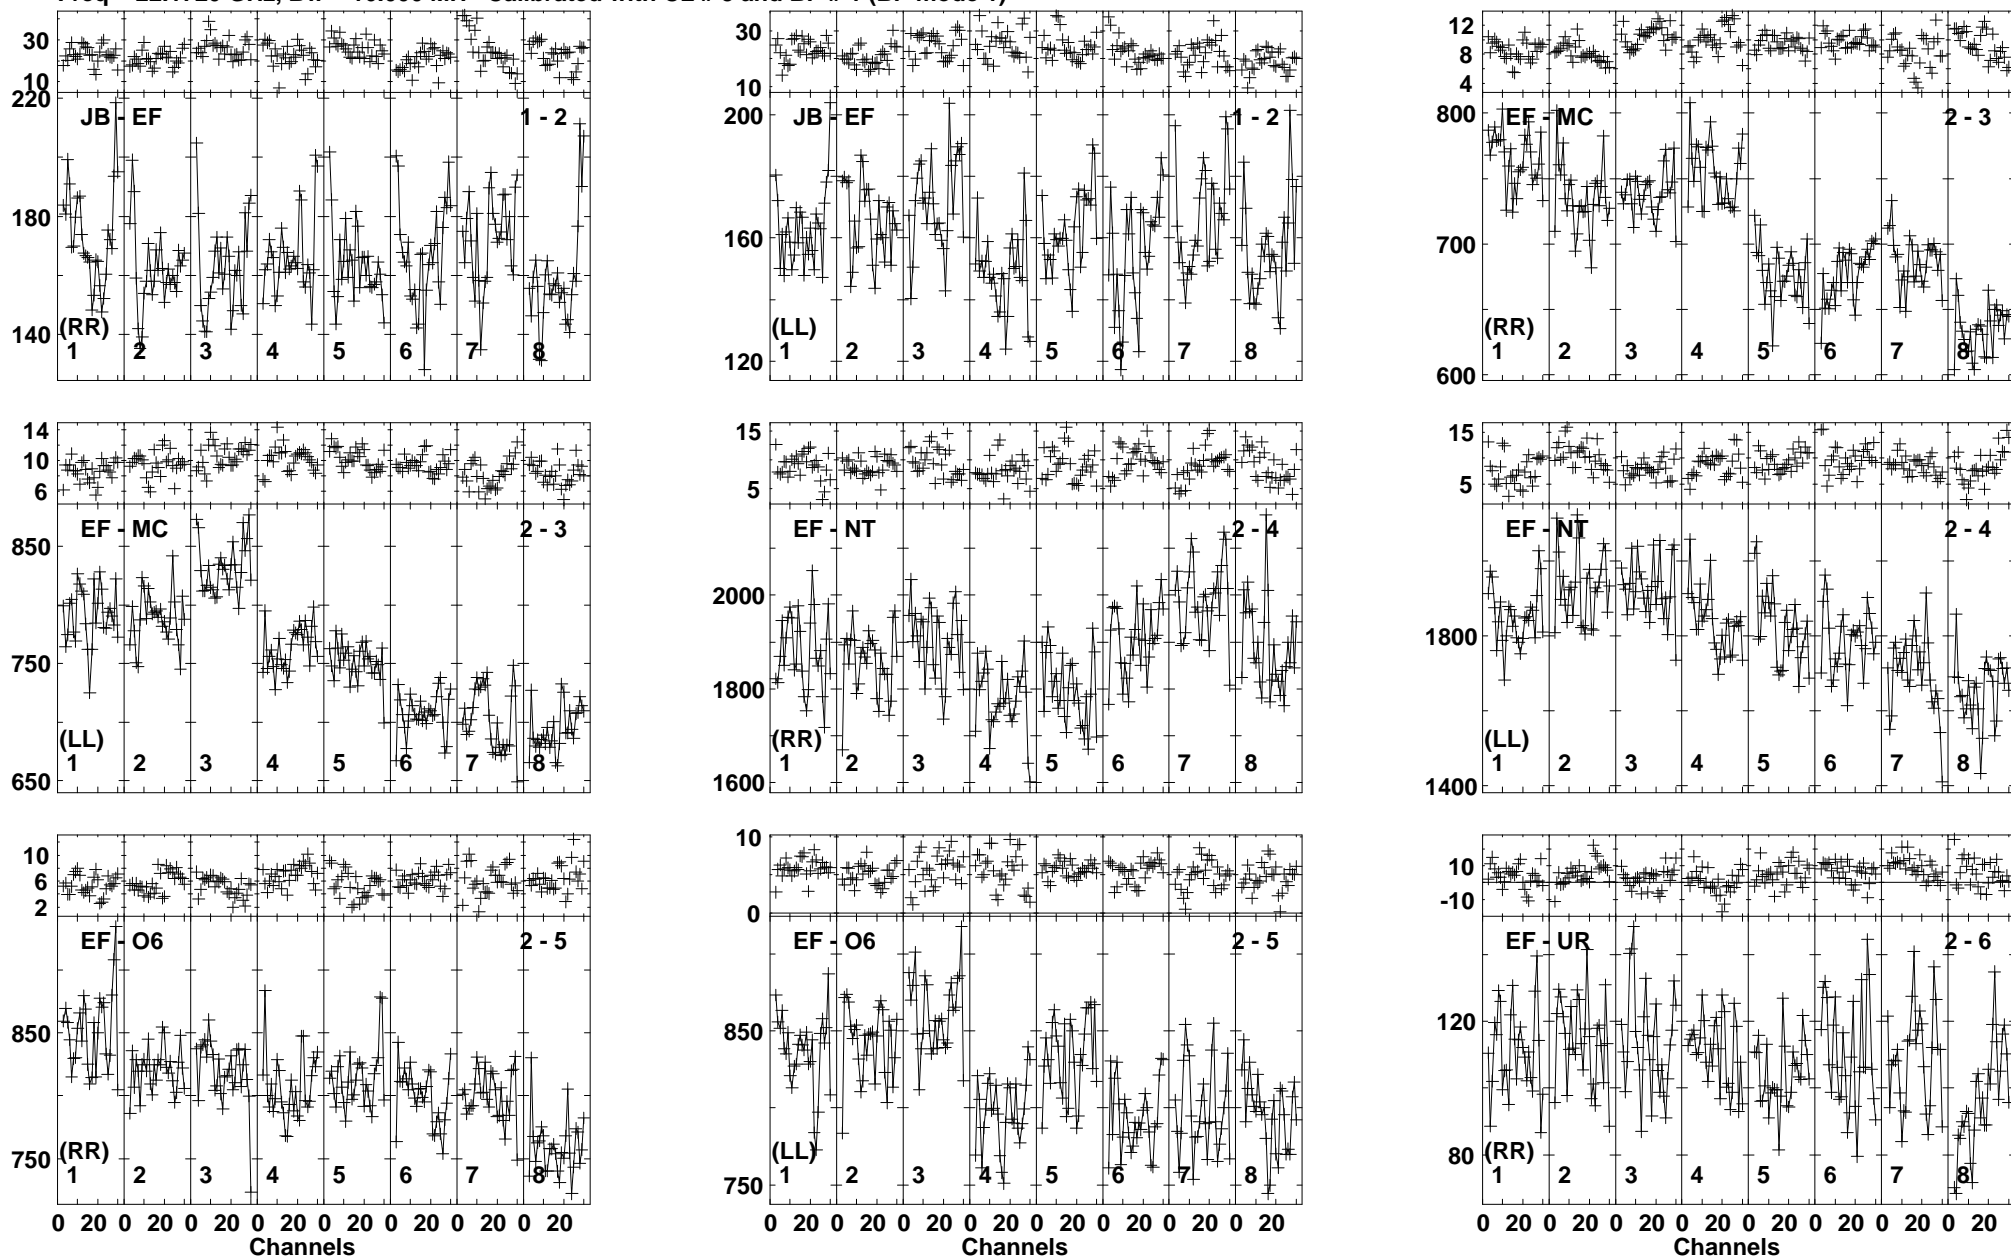 30
10
220
180
140
JB - EF
1 - 2
(RR)
1 2 3 4 5 6 7 8
30
20
10
200
160
120
JB - EF
1 - 2
(LL)
1 2 3 4 5 6 7 8
12
8
4
800
700
600
EF - MC
2 - 3
(RR)
1 2 3 4 5 6 7 8
14
10
6
850
750
650
EF - MC
2 - 3
(LL)
1 2 3 4 5 6 7 8
15
5
2000
1800
1600
EF - NT
2 - 4
(RR)
1 2 3 4 5 6 7 8
15
5
1800
1400
EF - NT
2 - 4
(LL)
1 2 3 4 5 6 7 8
10
6
2
850
750
EF - O6
2 - 5
(RR)
1 2 3 4 5 6 7 8
0 20 0 20 0 20 0 20 0 20 0 20 0 20 0 20
Channels
10
0
850
750
EF - O6
2 - 5
(LL)
1 2 3 4 5 6 7 8
0 20 0 20 0 20 0 20 0 20 0 20 0 20 0 20
Channels
10
-10
120
80
EF - UR
2 - 6
(RR)
1 2 3 4 5 6 7 8
0 20 0 20 0 20 0 20 0 20 0 20 0 20 0 20
Channels